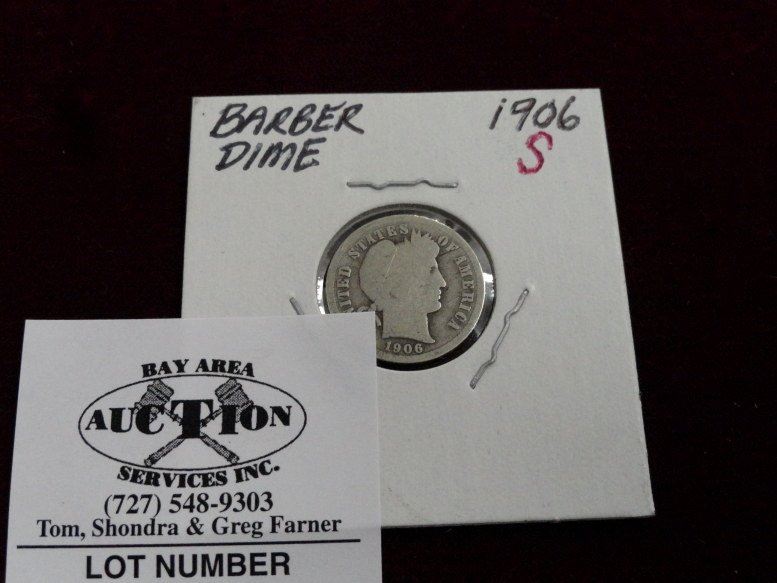 BARBER DIME
1906 S
UNITED STATES OF AMERICA
1906
BAY AREA
AUCTION
SERVICES INC.
(727) 548-9303
Tom, Shondra & Greg Farner
LOT NUMBER